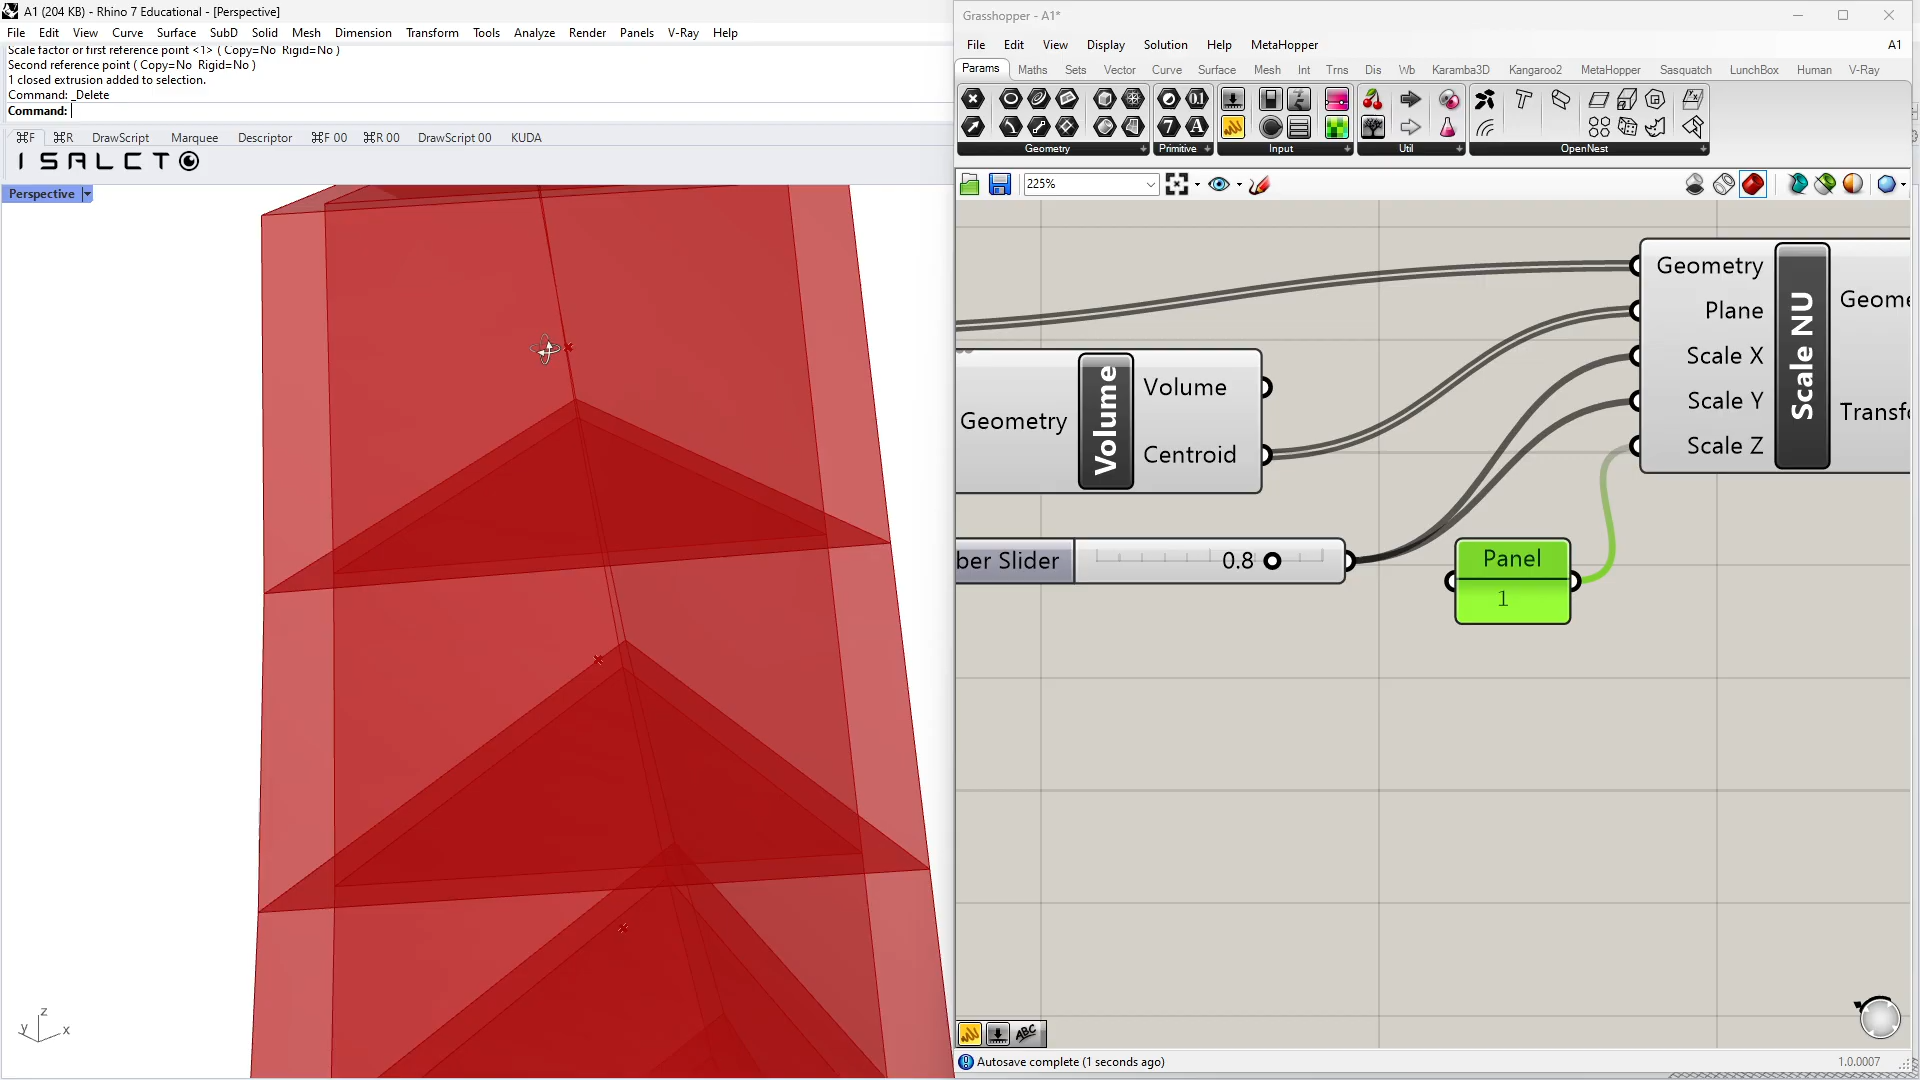 A1 (204 KB) - Rhino 7 Educational - [Perspective]
File Edit View Curve Surface SubD Solid Mesh Dimension Transform Tools Analyze Render Panels V-Ray Help
Scale factor or first reference point <1> ( Copy=No Rigid=No )
Second reference point ( Copy=No Rigid=No )
1 closed extrusion added to selection.
Command: _Delete
Command:
⌘F ⌘R DrawScript Marquee Descriptor ⌘F 00 ⌘R 00 DrawScript 00 KUDA
I S A L C T
Perspective
z
y x
Grasshopper - A1*
File Edit View Display Solution Help MetaHopper A1
Params Maths Sets Vector Curve Surface Mesh Int Trns Dis Wb Karamba3D Kangaroo2 MetaHopper Sasquatch LunchBox Human V-Ray
Geometry Primitive Input Util OpenNest
225%
Geometry
Plane
Scale X
Scale Y
Scale Z
Scale NU
Geome
Transf
Geometry
Volume
Volume
Centroid
ber Slider 0.8
Panel
1
ABC
Autosave complete (1 seconds ago) 1.0.0007